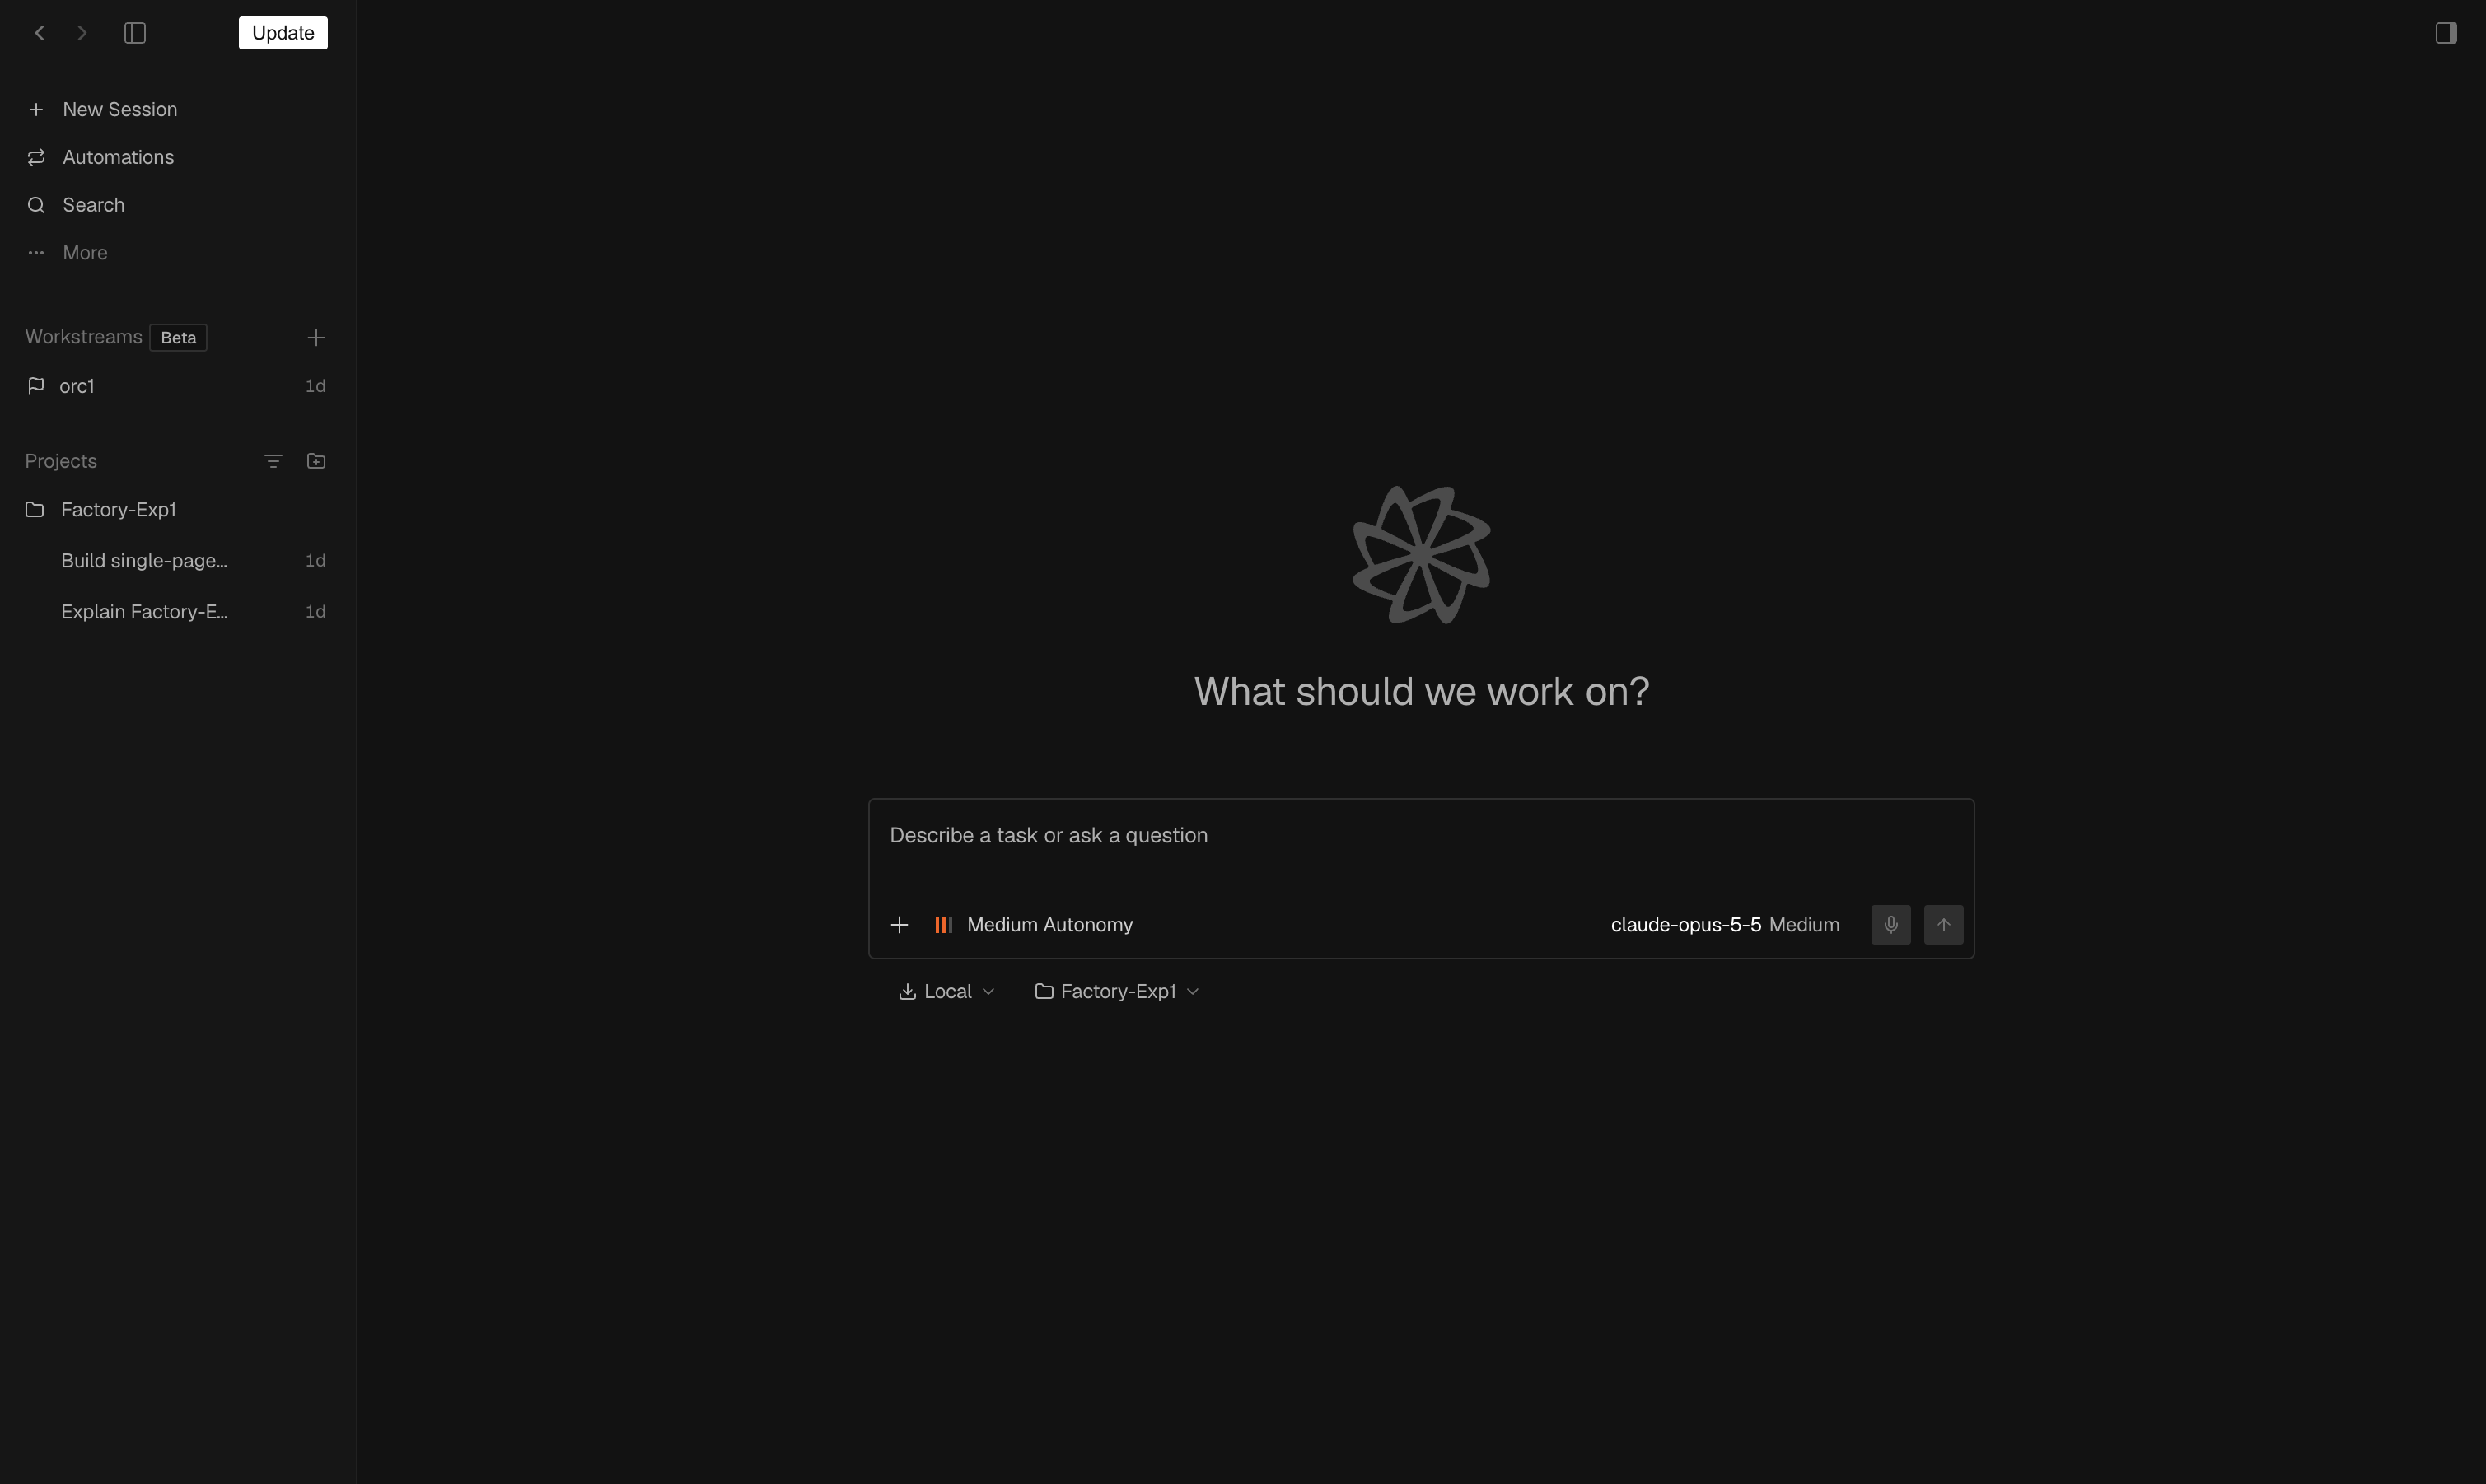 Update
New Session
Automations
Search
More
Workstreams Beta
orc1 1d
Projects
Factory-Exp1
Build single-page... 1d
Explain Factory-E... 1d
What should we work on?
Describe a task or ask a question
Medium Autonomy claude-opus-5-5 Medium
Local Factory-Exp1